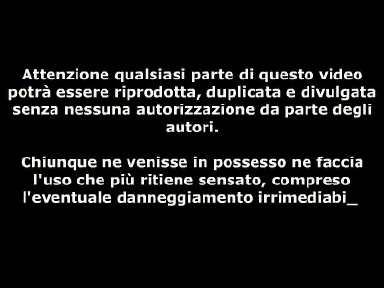 Attenzione qualsiasi parte di questo video
potrà essere riprodotta, duplicata e divulgata
senza nessuna autorizzazione da parte degli
autori.
Chiunque ne venisse in possesso ne faccia
l'uso che più ritiene sensato, compreso
l'eventuale danneggiamento irrimediabi_